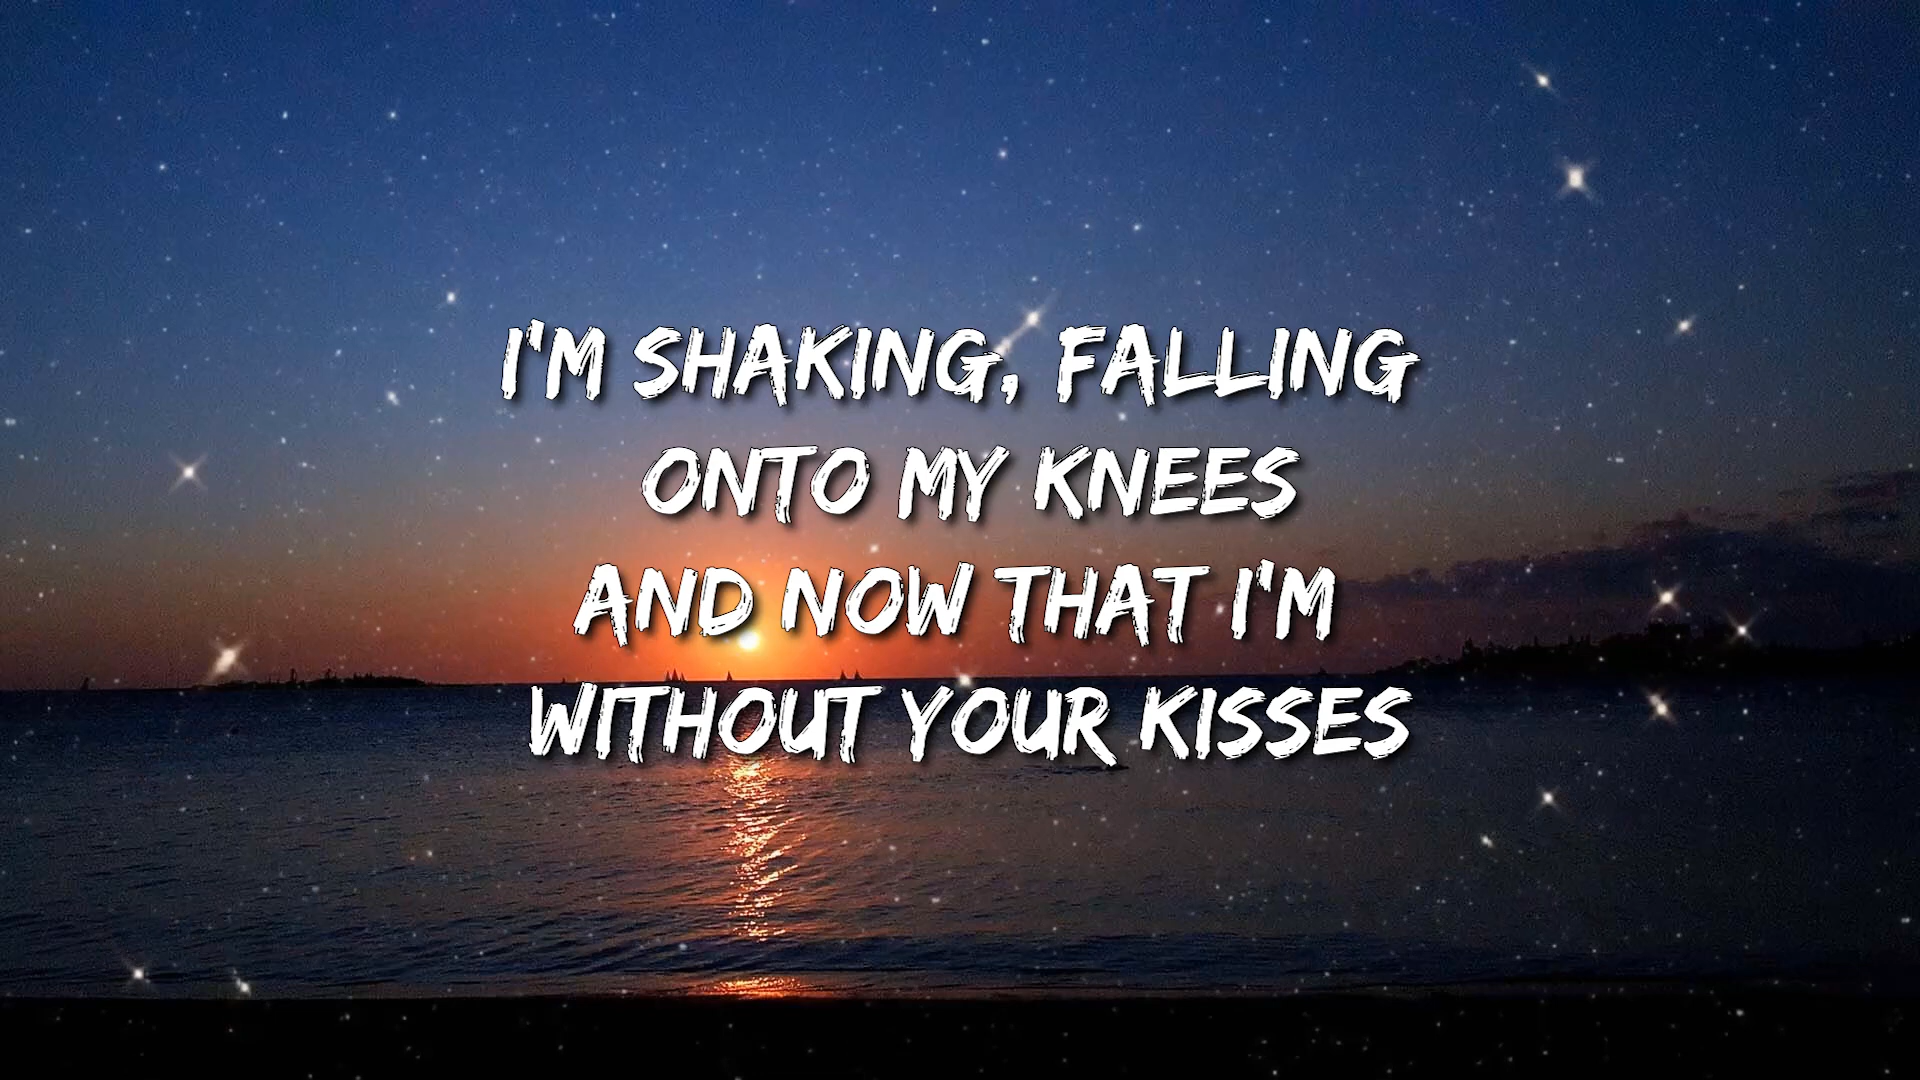 I'M SHAKING, FALLING
ONTO MY KNEES
AND NOW THAT I'M
WITHOUT YOUR KISSES